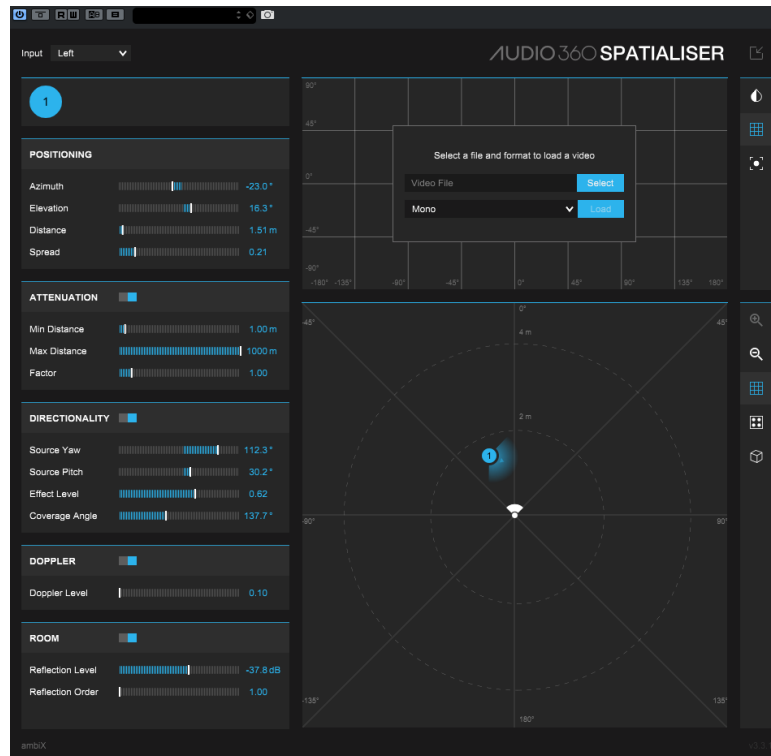 R W
Input Left
AUDIO360 SPATIALISER
1
POSITIONING
Azimuth -23.0°
Elevation 16.3°
Distance 1.51 m
Spread 0.21
ATTENUATION
Min Distance 1.00 m
Max Distance 1000 m
Factor 1.00
DIRECTIONALITY
Source Yaw 112.3°
Source Pitch 30.2°
Effect Level 0.62
Coverage Angle 137.7°
DOPPLER
Doppler Level 0.10
ROOM
Reflection Level -37.8 dB
Reflection Order 1.00
ambiX
90°
45°
0°
-45°
-90°
-180° -135° -90° -45° 0° 45° 90° 135° 180°
Select a file and format to load a video
Video File Select
Mono Load
0°
-45° 45°
4 m
2 m
1
-90° 90°
-135° 135°
180°